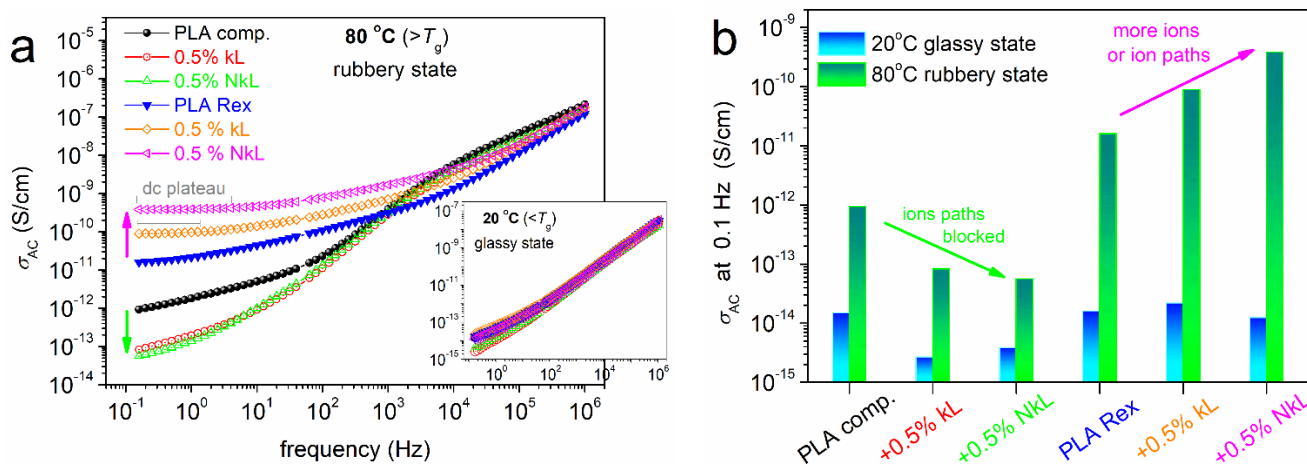 a
σAC (S/cm)
10-5
10-6
10-7
10-8
10-9
10-10
10-11
10-12
10-13
10-14
PLA comp.
0.5% kL
0.5% NkL
PLA Rex
0.5 % kL
0.5 % NkL
80 °C (>Tg)
rubbery state
dc plateau
10-7
10-9
10-11
10-13
10-15
20 °C (<Tg)
glassy state
100 102 104 106
10-1 100 101 102 103 104 105 106 107
frequency (Hz)
b
σAC at 0.1 Hz (S/cm)
10-9
10-10
10-11
10-12
10-13
10-14
10-15
20°C glassy state
80°C rubbery state
more ions
or ion paths
ions paths
blocked
PLA comp.
+0.5% kL
+0.5% NkL
PLA Rex
+0.5% kL
+0.5% NkL